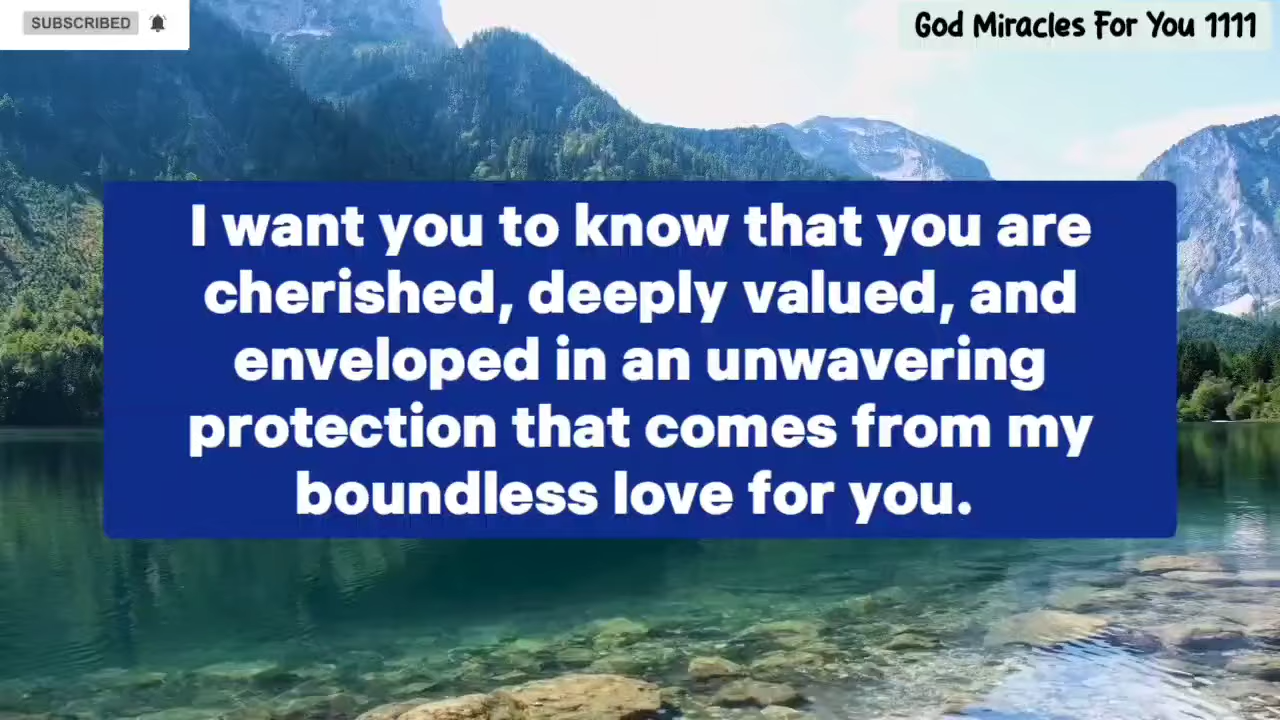 SUBSCRIBED
God Miracles For You 1111
I want you to know that you are
cherished, deeply valued, and
enveloped in an unwavering
protection that comes from my
boundless love for you.